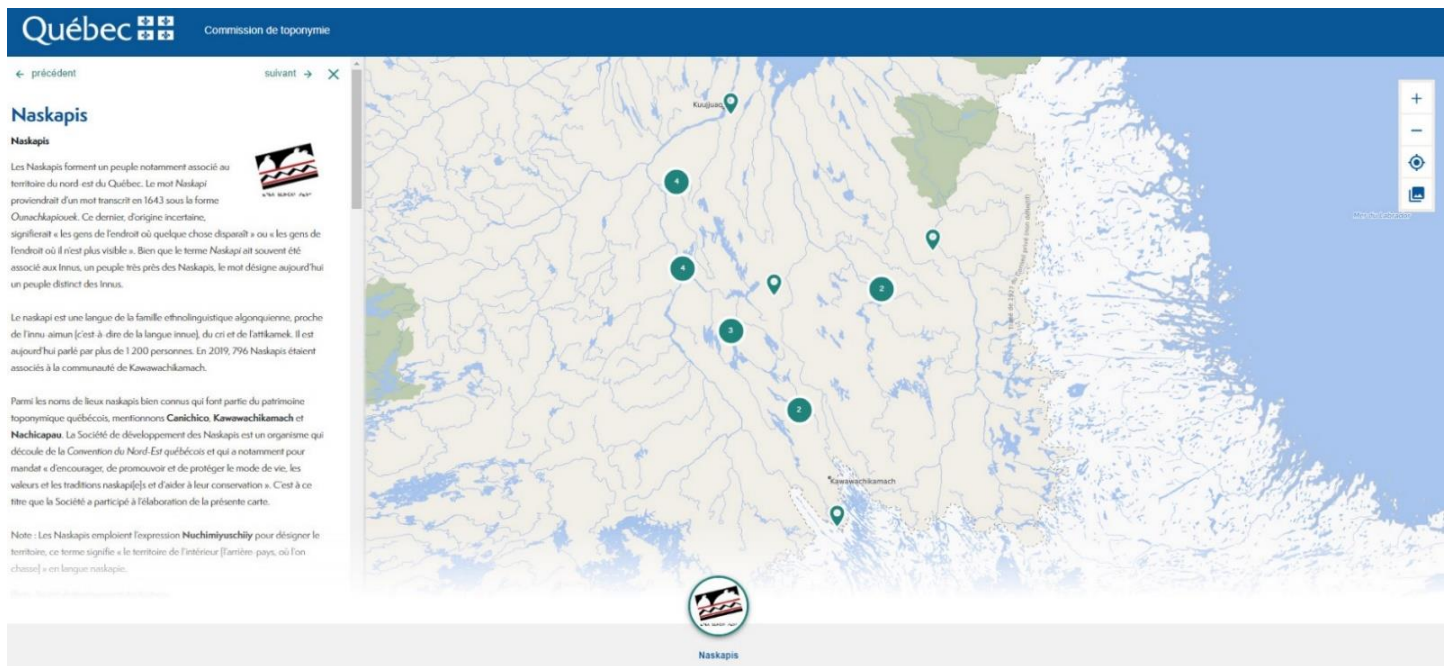 Québec
Commission de toponymie
← précédent
suivant →
Naskapis
Naskapis
Les Naskapis forment un peuple notamment associé au
territoire du nord-est du Québec. Le mot Naskapi
proviendrait d'un mot transcrit en 1643 sous la forme
Ounachkapiouek. Ce dernier, d'origine incertaine,
signifierait « les gens de l'endroit où quelque chose disparaît » ou « les gens de
l'endroit où il n'est plus visible ». Bien que le terme Naskapi ait souvent été
associé aux Innus, un peuple très près des Naskapis, le mot désigne aujourd'hui
un peuple distinct des Innus.
Le naskapi est une langue de la famille ethnolinguistique algonquienne, proche
de l'innu-aimun [c'est-à-dire de la langue innue], du cri et de l'attikamek. Il est
aujourd'hui parlé par plus de 1 200 personnes. En 2019, 796 Naskapis étaient
associés à la communauté de Kawawachikamach.
Parmi les noms de lieux naskapis bien connus qui font partie du patrimoine
toponymique québécois, mentionnons Canichico, Kawawachikamach et
Nachicapau. La Société de développement des Naskapis est un organisme qui
découle de la Convention du Nord-Est québécois et qui a notamment pour
mandat « d'encourager, de promouvoir et de protéger le mode de vie, les
valeurs et les traditions naskapi[e]s et d'aider à leur conservation ». C'est à ce
titre que la Société a participé à l'élaboration de la présente carte.
Note : Les Naskapis emploient l'expression Nuchimiyuschiiy pour désigner le
territoire, ce terme signifie « le territoire de l'intérieur [l'arrière-pays, où l'on
chasse] » en langue naskapie.
Kuujjuaq
4
4
2
3
2
Kawawachikamach
Mer du Labrador
Naskapis